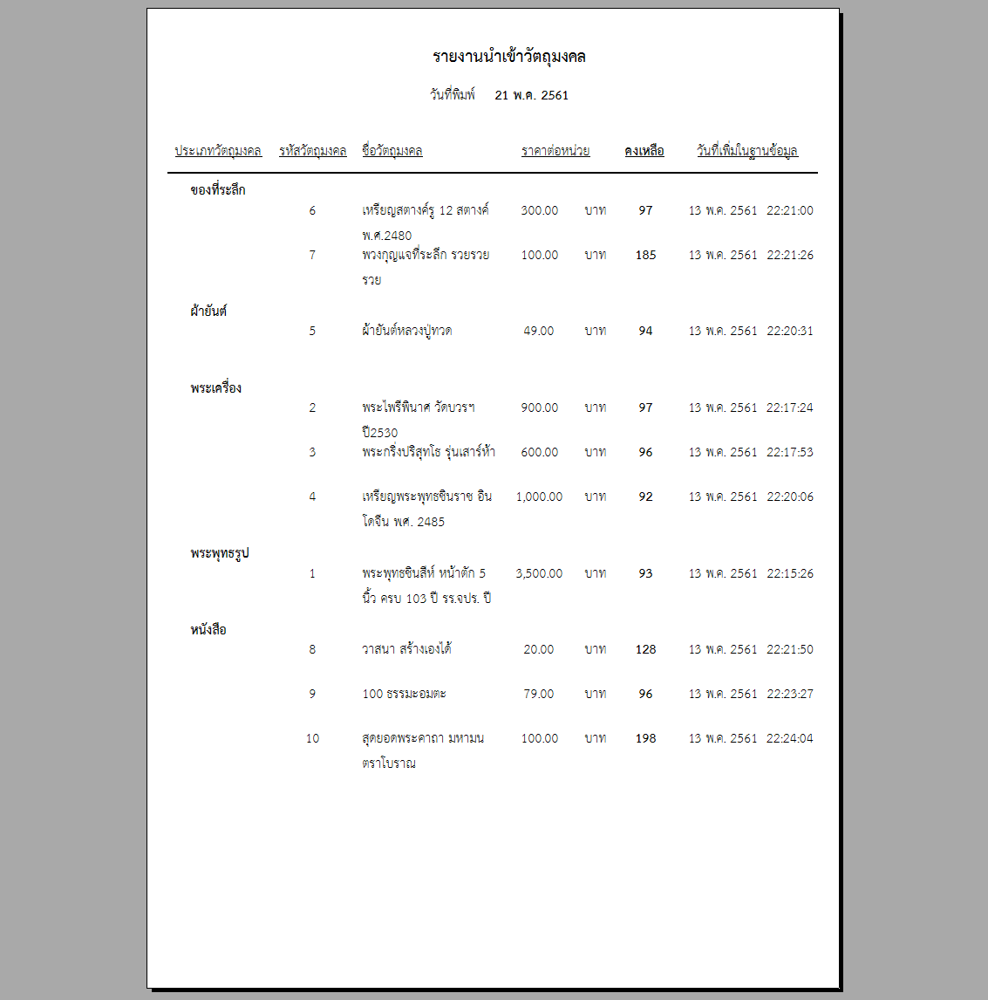 รายงานนำเข้าวัตถุมงคล
วันที่พิมพ์ 21 พ.ค. 2561
ประเภทวัตถุมงคล รหัสวัตถุมงคล ชื่อวัตถุมงคล ราคาต่อหน่วย คงเหลือ วันที่เพิ่มในฐานข้อมูล
ของที่ระลึก
6 เหรียญสตางค์รู 12 สตางค์ 300.00 บาท 97 13 พ.ค. 2561 22:21:00
พ.ศ.2480
7 พวงกุญแจที่ระลึก รวยรวย 100.00 บาท 185 13 พ.ค. 2561 22:21:26
รวย
ผ้ายันต์
5 ผ้ายันต์หลวงปู่ทวด 49.00 บาท 94 13 พ.ค. 2561 22:20:31
พระเครื่อง
2 พระไพรีพินาศ วัดบวรฯ 900.00 บาท 97 13 พ.ค. 2561 22:17:24
ปี2530
3 พระกริ่งปริสุทโธ รุ่นเสาร์ห้า 600.00 บาท 96 13 พ.ค. 2561 22:17:53
4 เหรียญพระพุทธชินราช อิน 1,000.00 บาท 92 13 พ.ค. 2561 22:20:06
โดจีน พ.ศ. 2485
พระพุทธรูป
1 พระพุทธชินสีห์ หน้าตัก 5 3,500.00 บาท 93 13 พ.ค. 2561 22:15:26
นิ้ว ครบ 103 ปี รร.จปร. ปี
หนังสือ
8 วาสนา สร้างเองได้ 20.00 บาท 128 13 พ.ค. 2561 22:21:50
9 100 ธรรมะอมตะ 79.00 บาท 96 13 พ.ค. 2561 22:23:27
10 สุดยอดพระคาถา มหามน 100.00 บาท 198 13 พ.ค. 2561 22:24:04
ตราโบราณ